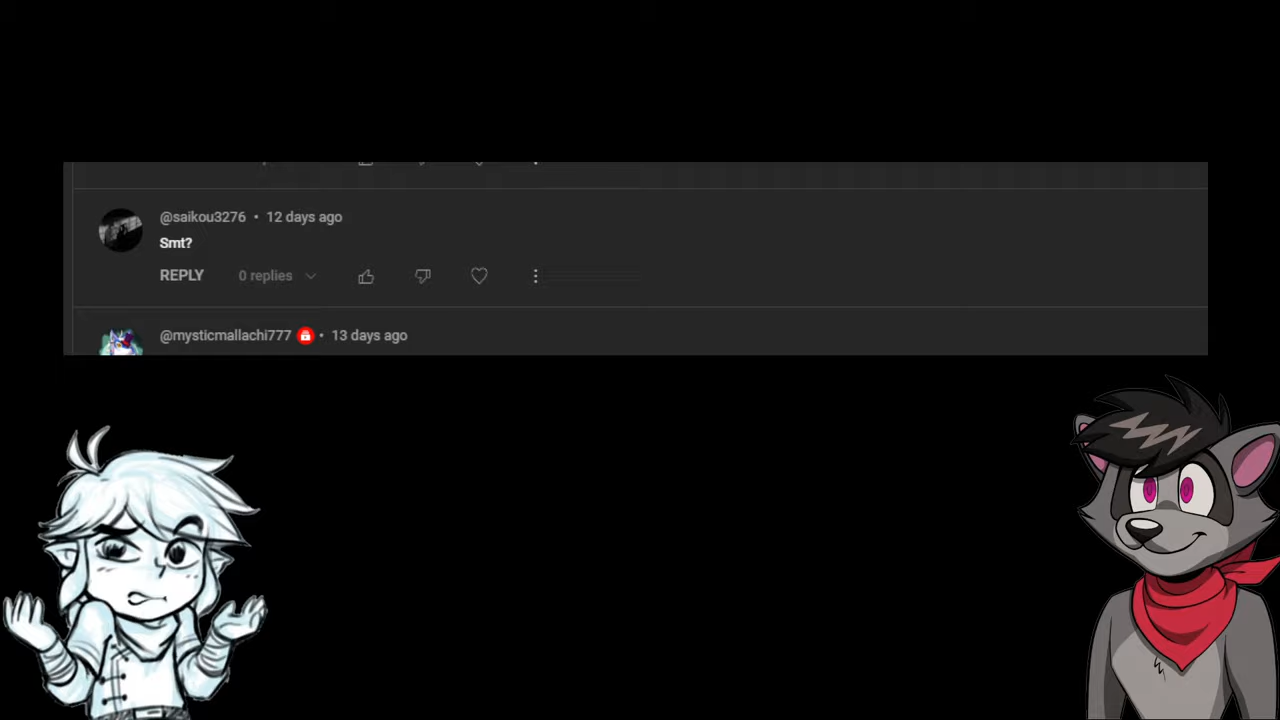 @saikou3276 • 12 days ago
Smt?
REPLY 0 replies
@mysticmallachi777 • 13 days ago